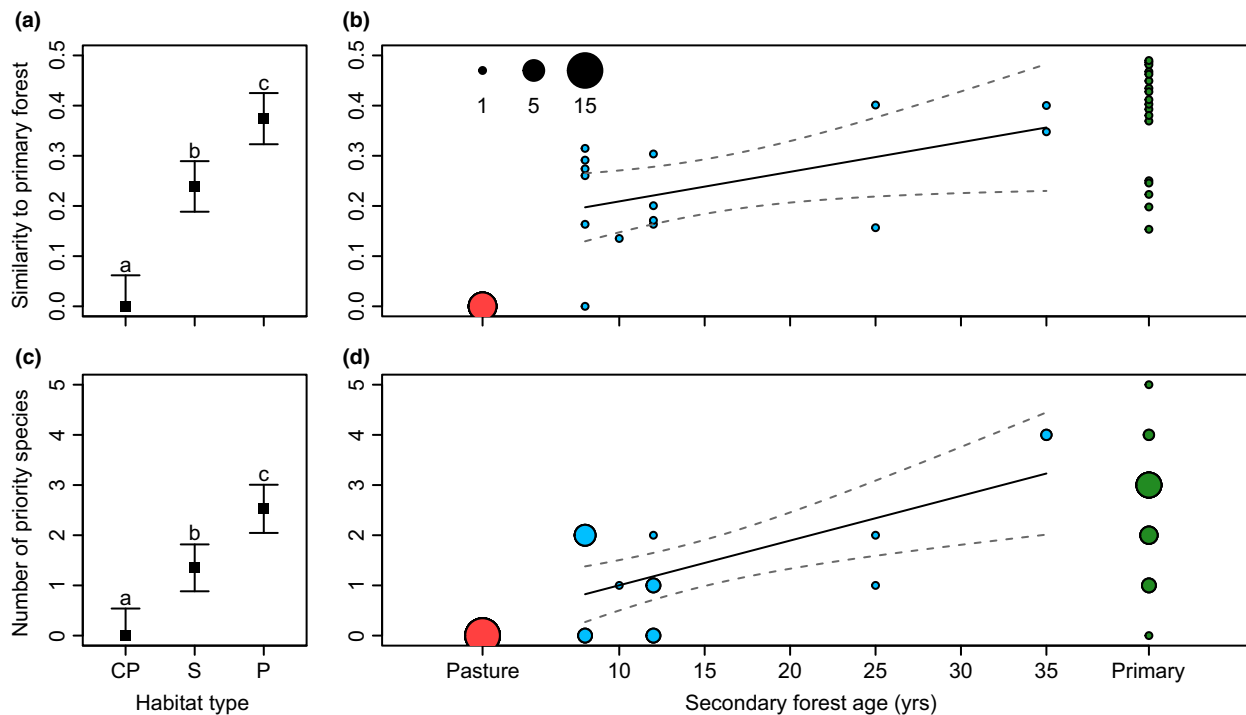 (a)
Similarity to primary forest
0.0 0.1 0.2 0.3 0.4 0.5
a
b
c
(b)
0.0 0.1 0.2 0.3 0.4 0.5
1 5 15
(c)
Number of priority species
0 1 2 3 4 5
a
b
c
CP S P
Habitat type
(d)
0 1 2 3 4 5
Pasture 10 15 20 25 30 35 Primary
Secondary forest age (yrs)